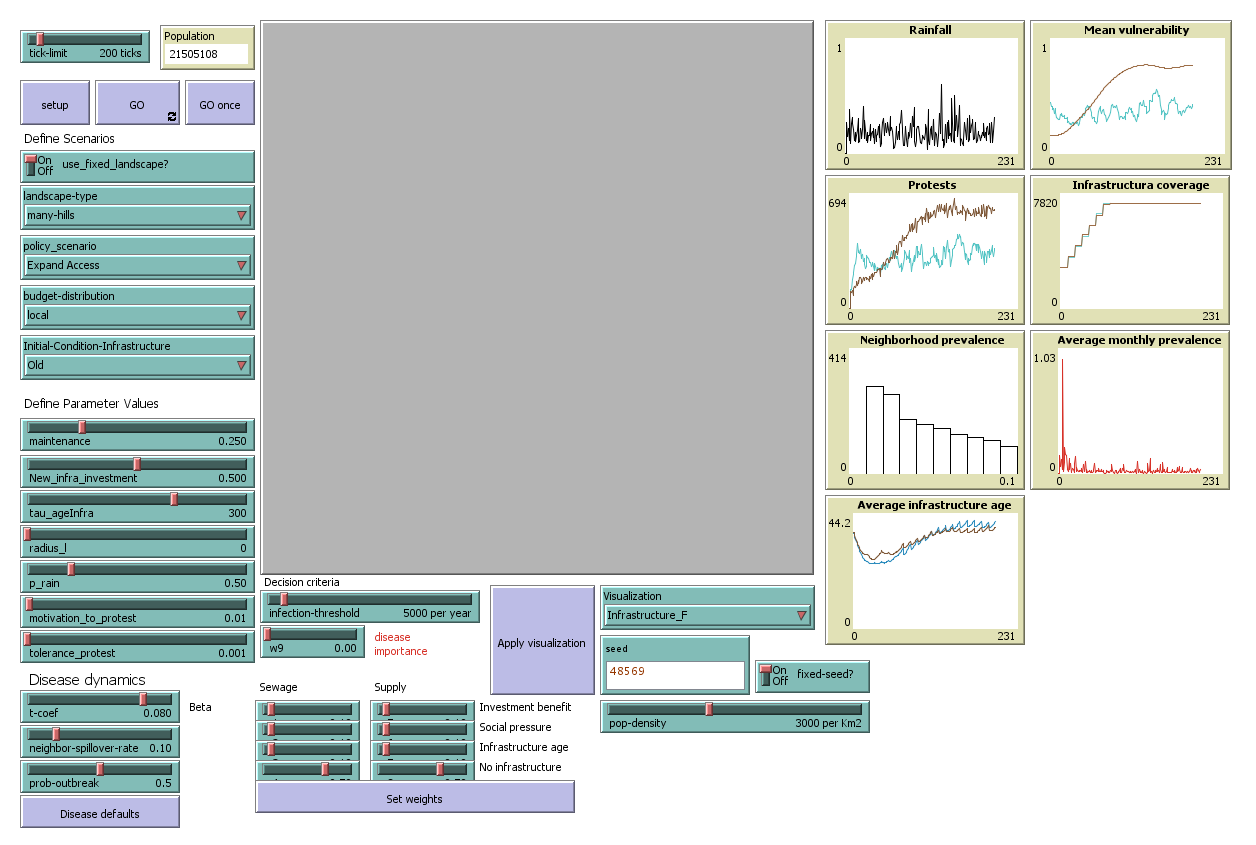 tick-limit 200 ticks
Population
21505108
setup
GO
GO once
Define Scenarios
On
Off
use_fixed_landscape?
landscape-type
many-hills
policy_scenario
Expand Access
budget-distribution
local
Initial-Condition-Infrastructure
Old
Define Parameter Values
maintenance 0.250
New_infra_investment 0.500
tau_ageInfra 300
radius_l 0
p_rain 0.50
motivation_to_protest 0.01
tolerance_protest 0.001
Disease dynamics
t-coef 0.080
Beta
neighbor-spillover-rate 0.10
prob-outbreak 0.5
Disease defaults
Decision criteria
infection-threshold 5000 per year
w9 0.00
disease
importance
Sewage
Supply
Investment benefit
Social pressure
Infrastructure age
No infrastructure
Set weights
Apply visualization
Visualization
Infrastructure_F
seed
48569
On
Off
fixed-seed?
pop-density 3000 per Km2
Rainfall
1
0
0 231
Mean vulnerability
1
0
0 231
Protests
694
0
0 231
Infrastructura coverage
7820
0
0 231
Neighborhood prevalence
414
0
0 0.1
Average monthly prevalence
1.03
0
0 231
Average infrastructure age
44.2
0
0 231